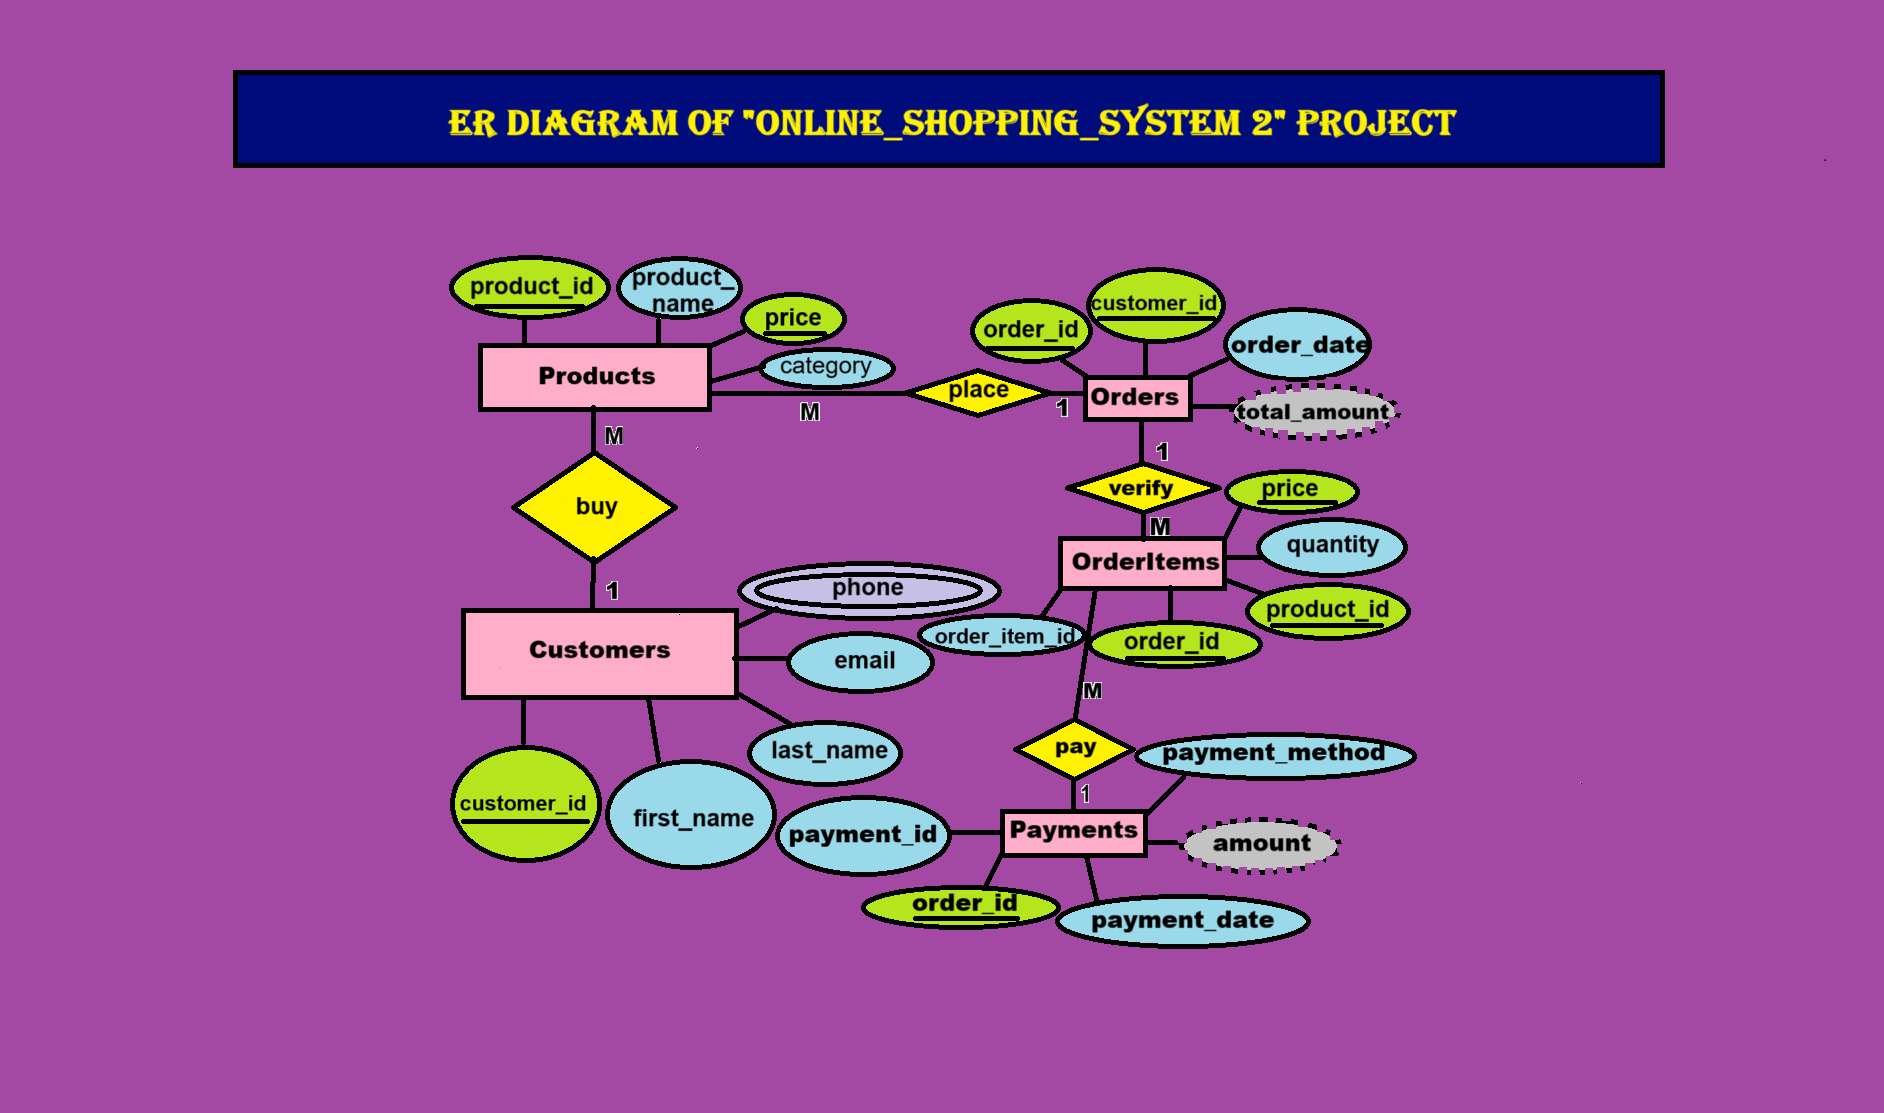 ER DIAGRAM OF "ONLINE_SHOPPING_SYSTEM 2" PROJECT
product_id
product_
name
price
category
Products
M
place
1
order_id
customer_id
order_date
total_amount
Orders
M
buy
1
1
verify
M
price
quantity
product_id
OrderItems
order_item_id
order_id
phone
email
Customers
last_name
customer_id
first_name
M
pay
1
payment_method
payment_id
Payments
amount
order_id
payment_date